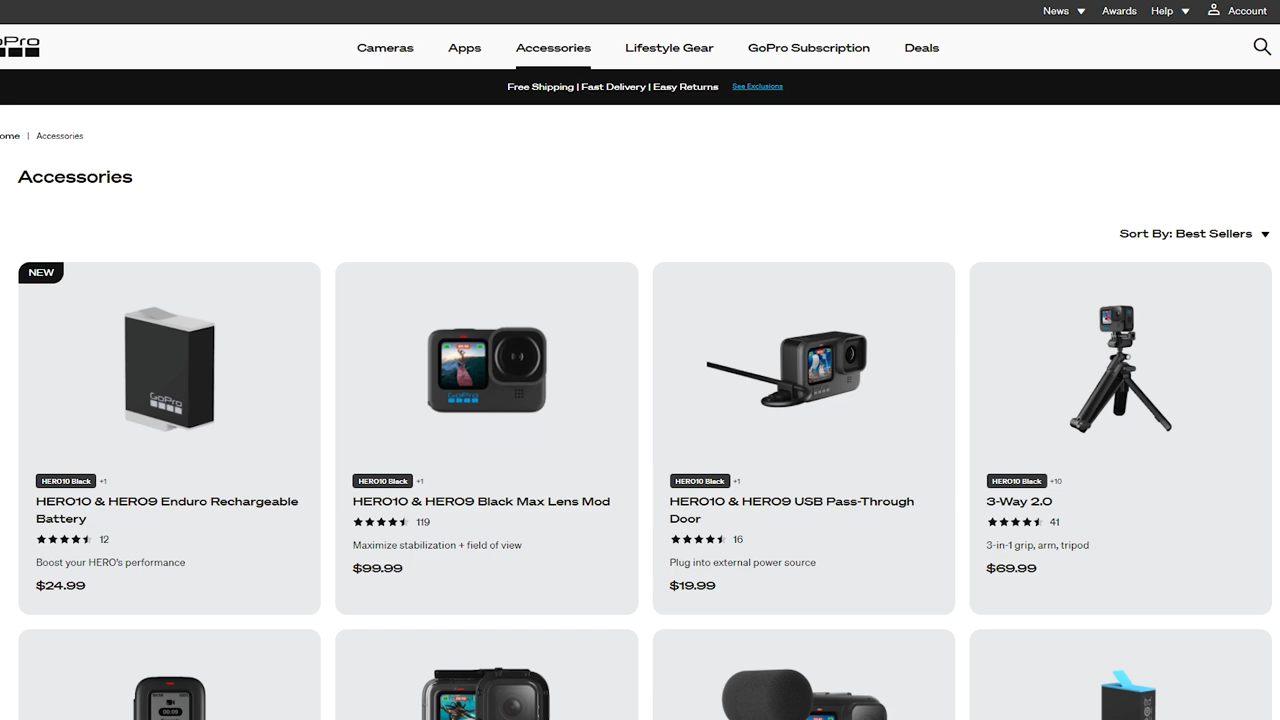 News Awards Help Account
oPro
Cameras Apps Accessories Lifestyle Gear GoPro Subscription Deals
Free Shipping | Fast Delivery | Easy Returns See Exclusions
ome | Accessories
Accessories
Sort By: Best Sellers
NEW
GoPro
HERO10 Black +1
HERO10 & HERO9 Enduro Rechargeable
Battery
12
Boost your HERO's performance
$24.99
HERO10 Black +1
HERO10 & HERO9 Black Max Lens Mod
119
Maximize stabilization + field of view
$99.99
HERO10 Black +1
HERO10 & HERO9 USB Pass-Through
Door
16
Plug into external power source
$19.99
HERO10 Black +10
3-Way 2.0
41
3-in-1 grip, arm, tripod
$69.99